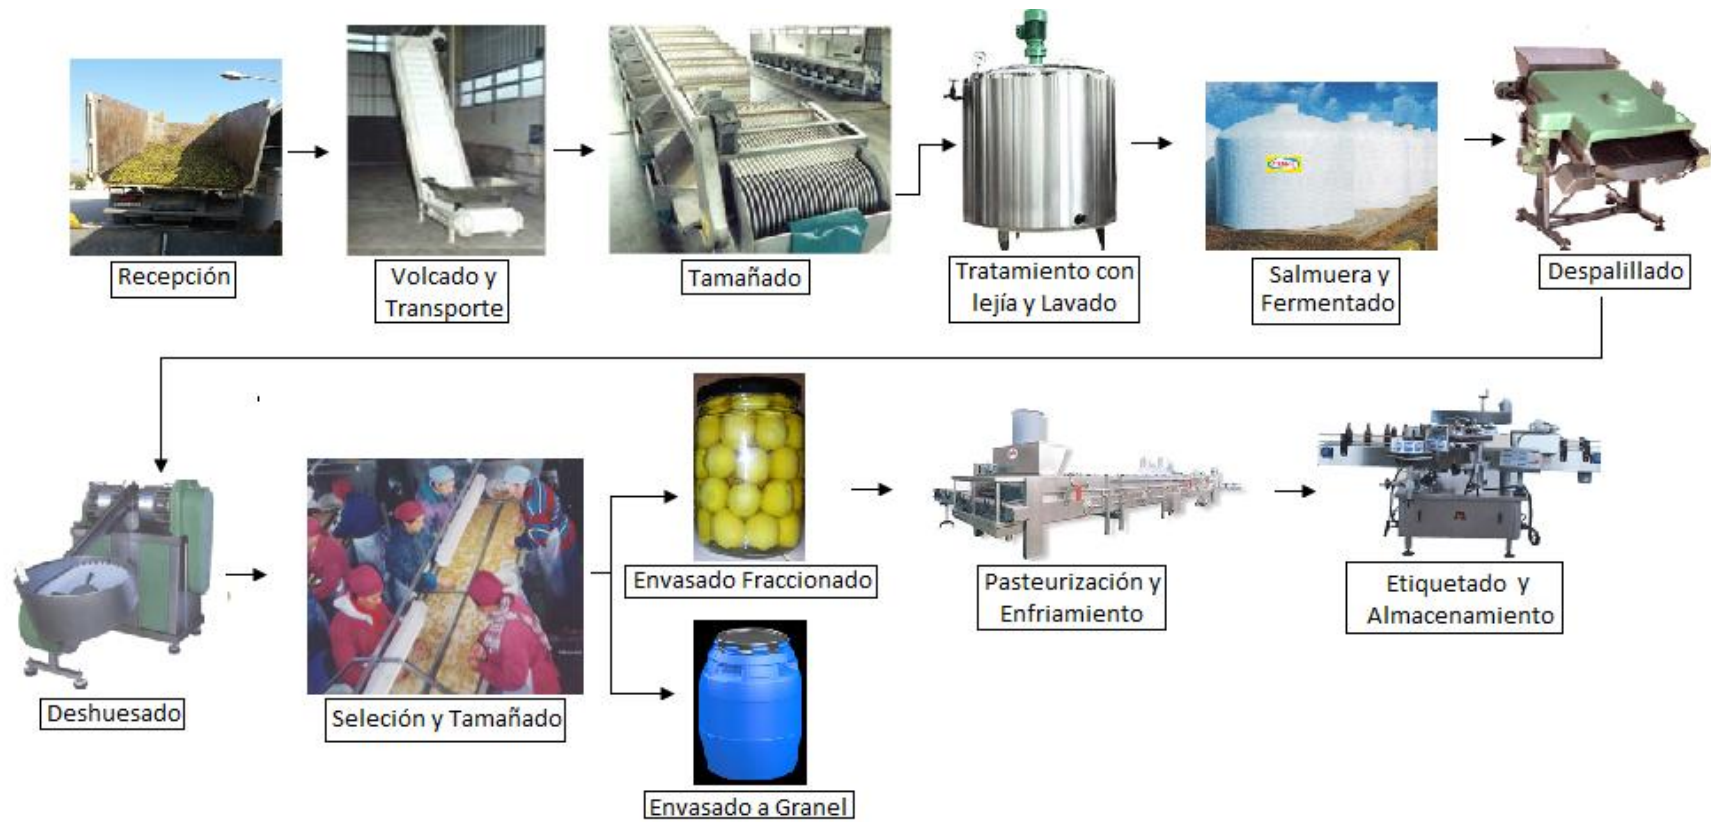 Recepción
Volcado y
Transporte
Tamañado
Tratamiento con
lejía y Lavado
Salmuera y
Fermentado
Despalillado
Deshuesado
Seleción y Tamañado
Envasado Fraccionado
Envasado a Granel
Pasteurización y
Enfriamiento
Etiquetado y
Almacenamiento